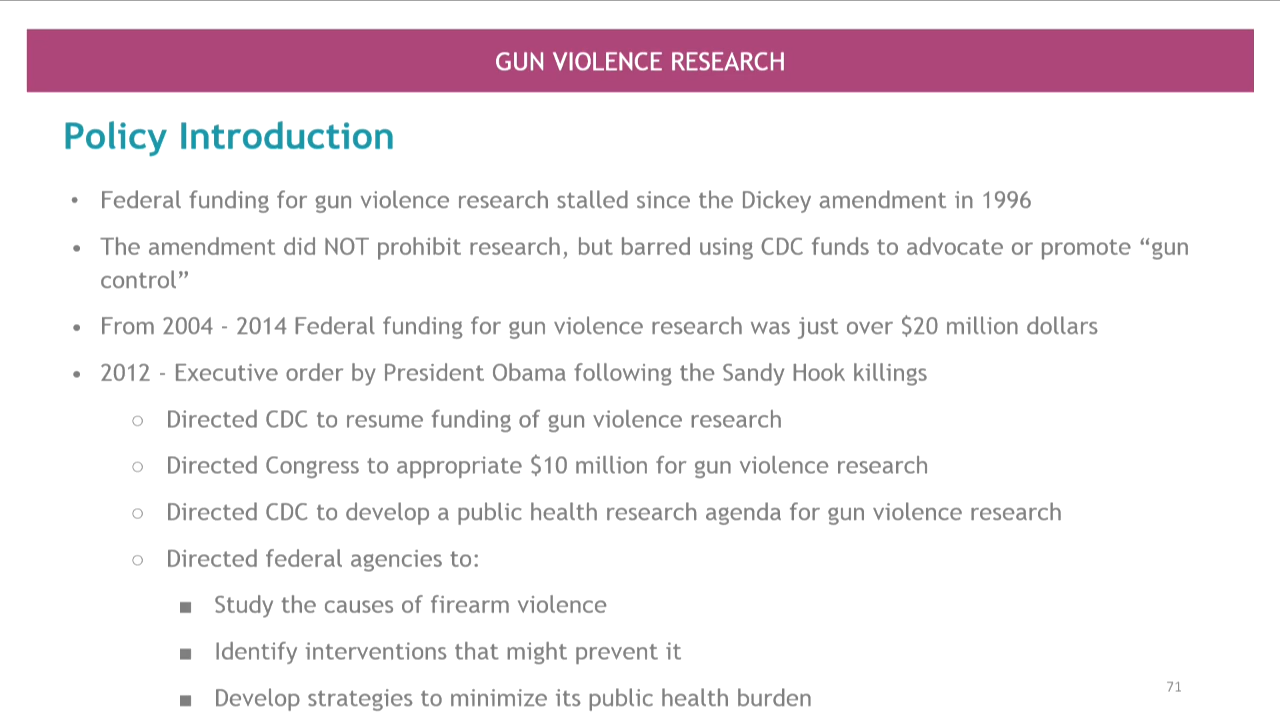 GUN VIOLENCE RESEARCH
Policy Introduction
• Federal funding for gun violence research stalled since the Dickey amendment in 1996
• The amendment did NOT prohibit research, but barred using CDC funds to advocate or promote “gun
control”
• From 2004 - 2014 Federal funding for gun violence research was just over $20 million dollars
• 2012 - Executive order by President Obama following the Sandy Hook killings
○ Directed CDC to resume funding of gun violence research
○ Directed Congress to appropriate $10 million for gun violence research
○ Directed CDC to develop a public health research agenda for gun violence research
○ Directed federal agencies to:
■ Study the causes of firearm violence
■ Identify interventions that might prevent it
■ Develop strategies to minimize its public health burden
71